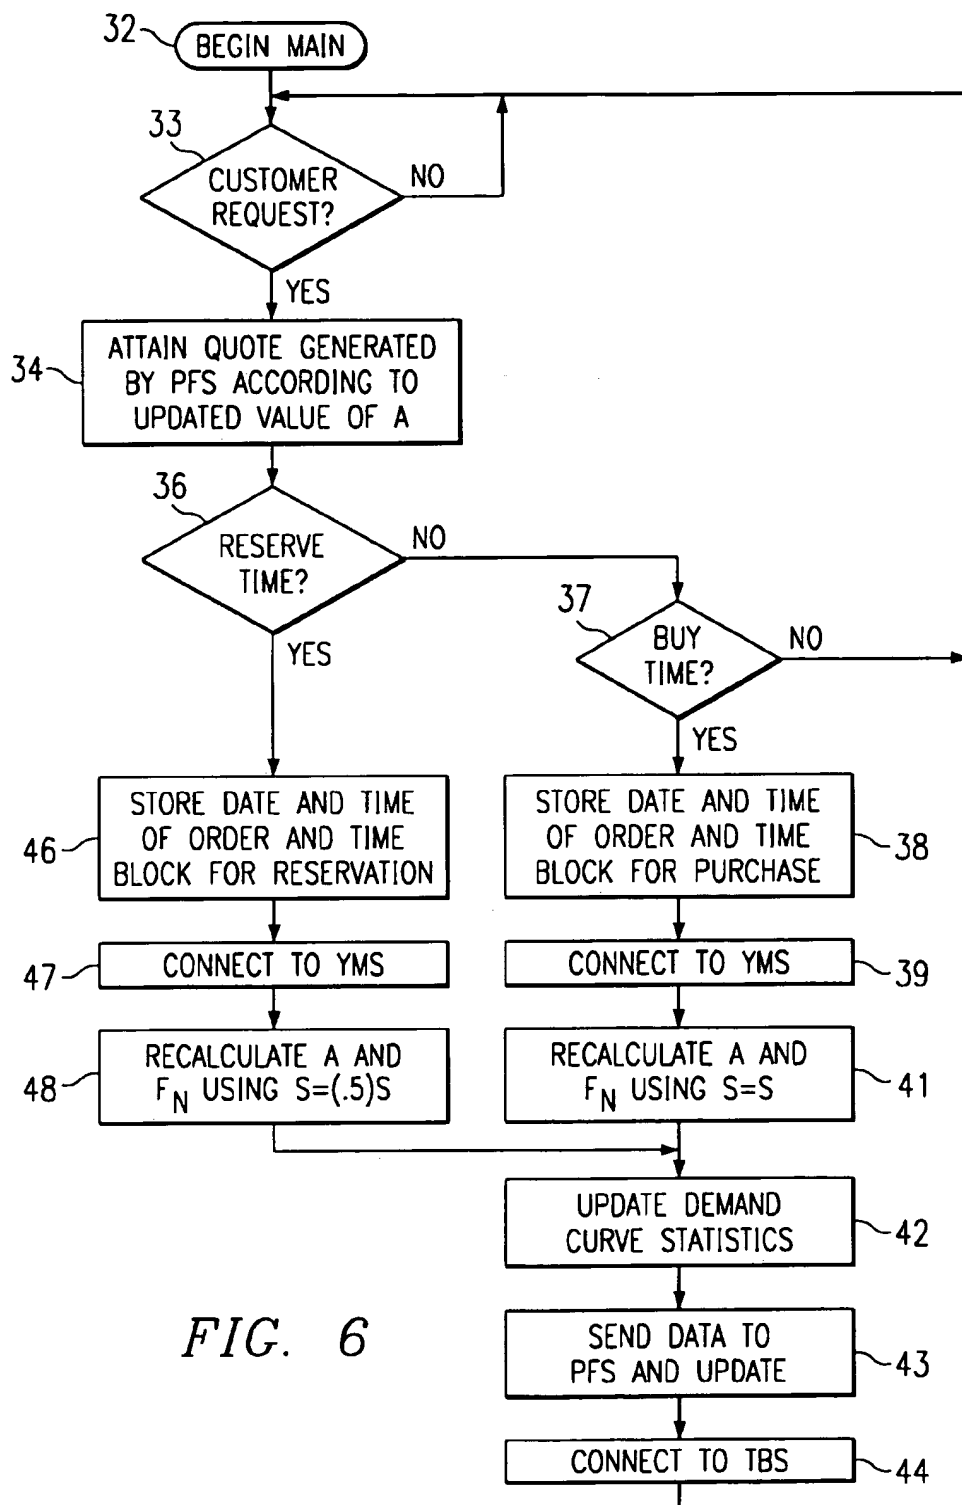 32
BEGIN MAIN
33
CUSTOMER
REQUEST?
NO
YES
34
ATTAIN QUOTE GENERATED
BY PFS ACCORDING TO
UPDATED VALUE OF A
36
RESERVE
TIME?
NO
YES
37
BUY
TIME?
NO
YES
46
STORE DATE AND TIME
OF ORDER AND TIME
BLOCK FOR RESERVATION
STORE DATE AND TIME
OF ORDER AND TIME
BLOCK FOR PURCHASE
38
47
CONNECT TO YMS
CONNECT TO YMS
39
48
RECALCULATE A AND
F_N USING S=(.5)S
RECALCULATE A AND
F_N USING S=S
41
UPDATE DEMAND
CURVE STATISTICS
42
SEND DATA TO
PFS AND UPDATE
43
CONNECT TO TBS
44
FIG. 6